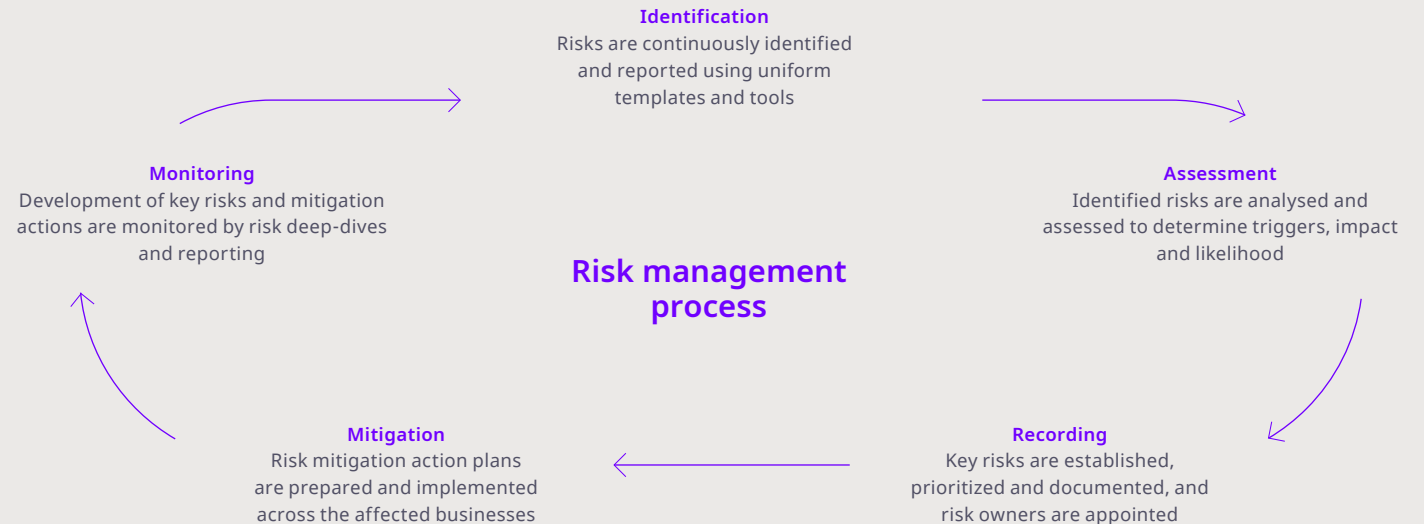 Identification
Risks are continuously identified
and reported using uniform
templates and tools
Assessment
Identified risks are analysed and
assessed to determine triggers, impact
and likelihood
Recording
Key risks are established,
prioritized and documented, and
risk owners are appointed
Mitigation
Risk mitigation action plans
are prepared and implemented
across the affected businesses
Monitoring
Development of key risks and mitigation
actions are monitored by risk deep-dives
and reporting
Risk management
process